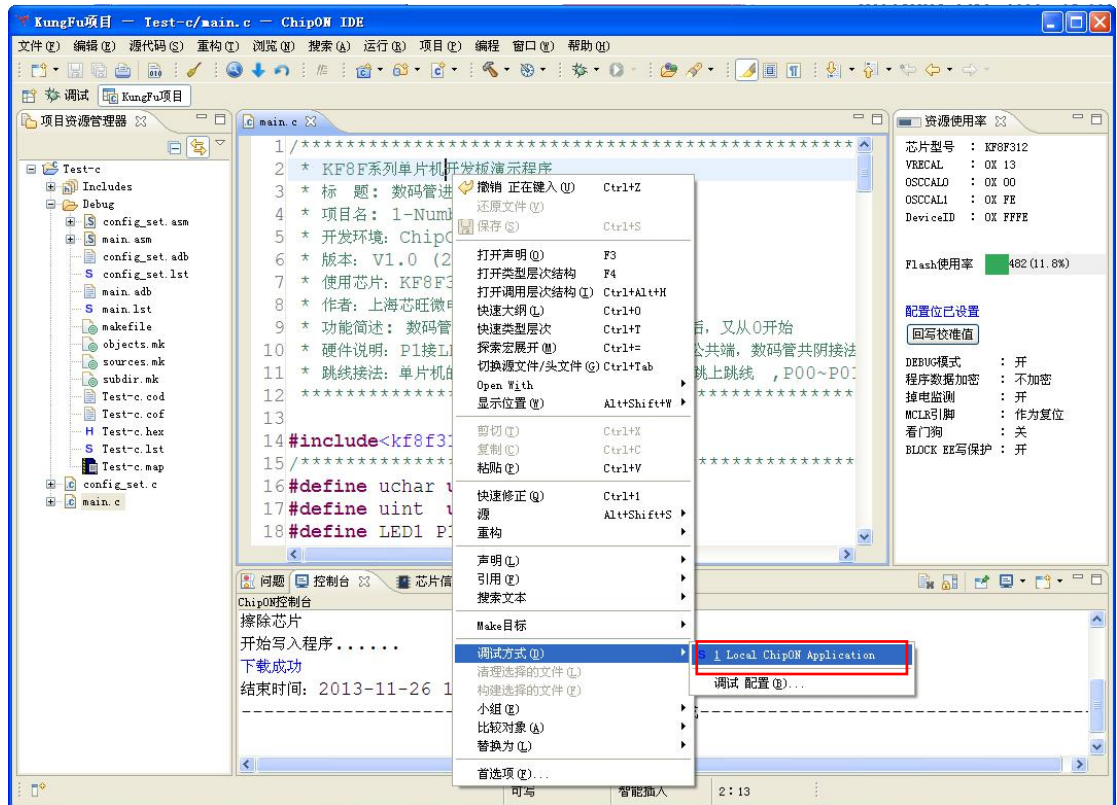 KungFu项目 — Test-c/main.c — ChipON IDE
文件(F) 编辑(E) 源代码(S) 重构(T) 浏览(N) 搜索(A) 运行(R) 项目(P) 编程 窗口(W) 帮助(H)
调试 KungFu项目
项目资源管理器
Test-c
Includes
Debug
config_set.asm
main.asm
config_set.adb
config_set.lst
main.adb
main.lst
makefile
objects.mk
sources.mk
subdir.mk
Test-c.cod
Test-c.cof
Test-c.hex
Test-c.lst
Test-c.map
config_set.c
main.c
main.c
1 /*************************************************
2 * KF8F系列单片机开发板演示程序
3 * 标 题: 数码管进
4 * 项目名: 1-Numb
5 * 开发环境: ChipO
6 * 版本: V1.0 (2
7 * 使用芯片: KF8F3
8 * 作者: 上海芯旺微电
9 * 功能简述: 数码管 后, 又从0开始
10 * 硬件说明: P1接LE 公共端, 数码管共阴接法
11 * 跳线接法: 单片机的 跳上跳线 ,P00~P01
12 *************************************************
13
14 #include<kf8f31
15 /*************************************************
16 #define uchar u
17 #define uint u
18 #define LED1 P1
撤销 正在键入(U) Ctrl+Z
还原文件(V)
保存(S) Ctrl+S
打开声明(O) F3
打开类型层次结构 F4
打开调用层次结构(I) Ctrl+Alt+H
快速大纲(L) Ctrl+O
快速类型层次 Ctrl+T
探索宏展开(M) Ctrl+=
切换源文件/头文件(G) Ctrl+Tab
Open With
显示位置(W) Alt+Shift+W
剪切(T) Ctrl+X
复制(C) Ctrl+C
粘贴(P) Ctrl+V
快速修正(Q) Ctrl+1
源 Alt+Shift+S
重构
声明(L)
引用(F)
搜索文本
Make目标
调试方式(D)
清理选择的文件(L)
构建选择的文件(F)
小组(E)
比较对象(A)
替换为(L)
首选项(F)...
1 Local ChipON Application
调试 配置(B)...
资源使用率
芯片型号 : KF8F312
VRECAL : 0X 13
OSCCAL0 : 0X 00
OSCCAL1 : 0X FE
DeviceID : 0X FFFE
Flash使用率 482(11.8%)
配置位已设置
回写校准值
DEBUG模式 : 开
程序数据加密 : 不加密
掉电监测 : 开
MCLR引脚 : 作为复位
看门狗 : 关
BLOCK EE写保护 : 开
问题 控制台 芯片信
ChipON控制台
擦除芯片
开始写入程序......
下载成功
结束时间: 2013-11-26 1
可写 智能插入 2:13